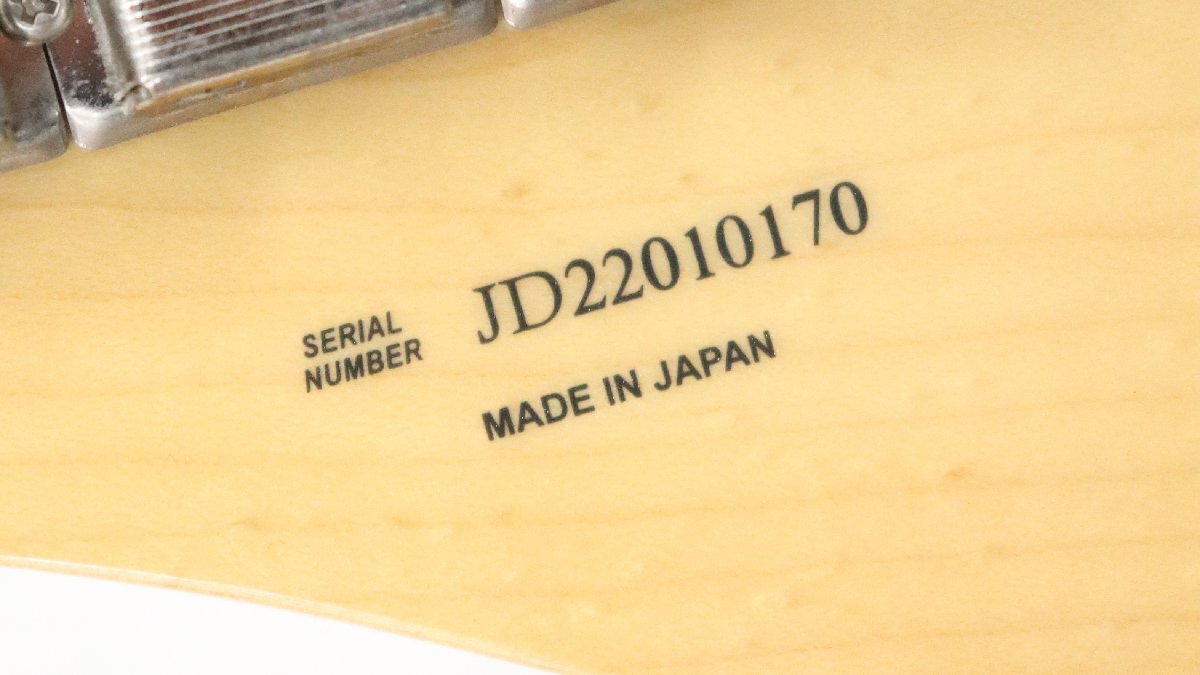 SERIAL
NUMBER
JD22010170
MADE IN JAPAN